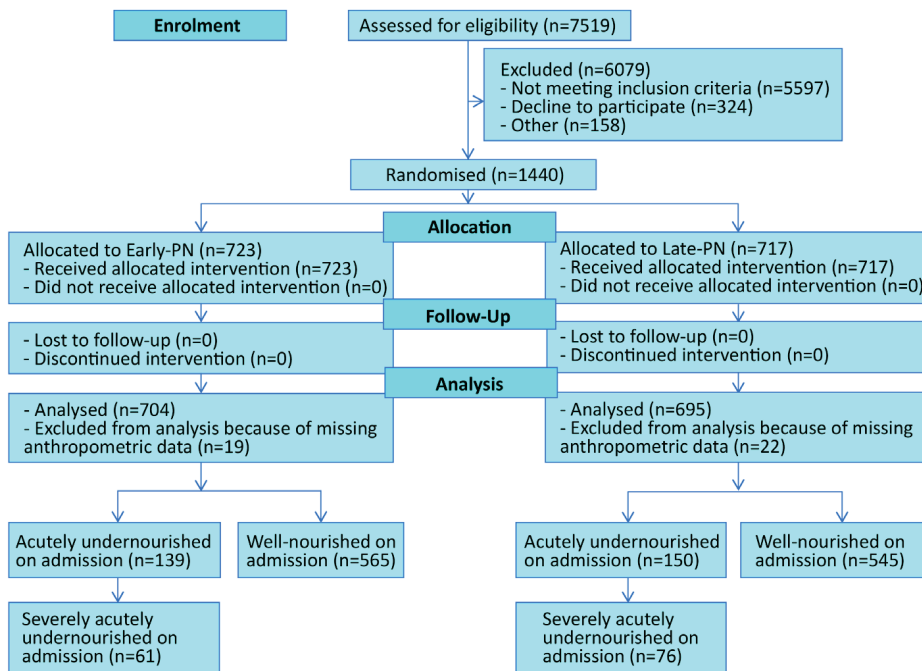 Enrolment
Assessed for eligibility (n=7519)
Excluded (n=6079)
- Not meeting inclusion criteria (n=5597)
- Decline to participate (n=324)
- Other (n=158)
Randomised (n=1440)
Allocation
Allocated to Early-PN (n=723)
- Received allocated intervention (n=723)
- Did not receive allocated intervention (n=0)
Allocated to Late-PN (n=717)
- Received allocated intervention (n=717)
- Did not receive allocated intervention (n=0)
Follow-Up
- Lost to follow-up (n=0)
- Discontinued intervention (n=0)
- Lost to follow-up (n=0)
- Discontinued intervention (n=0)
Analysis
- Analysed (n=704)
- Excluded from analysis because of missing
anthropometric data (n=19)
- Analysed (n=695)
- Excluded from analysis because of missing
anthropometric data (n=22)
Acutely undernourished
on admission (n=139)
Well-nourished on
admission (n=565)
Acutely undernourished
on admission (n=150)
Well-nourished on
admission (n=545)
Severely acutely
undernourished on
admission (n=61)
Severely acutely
undernourished on
admission (n=76)